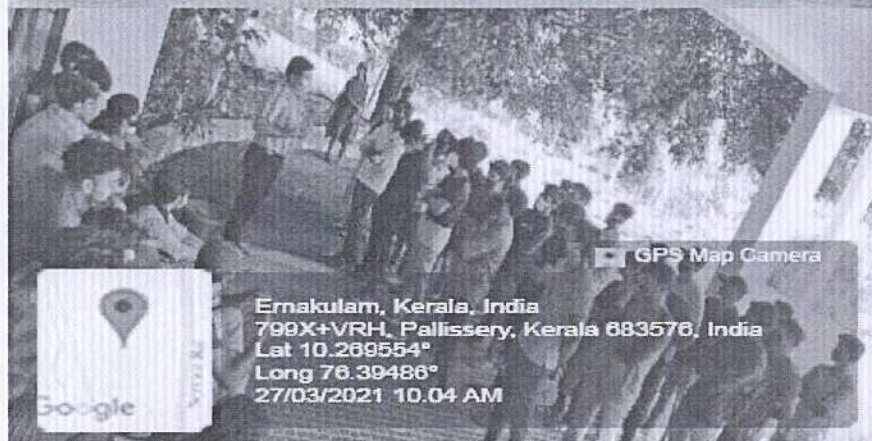 GPS Map Camera
Ernakulam, Kerala, India
799X+VRH, Pallissery, Kerala 683576, India
Lat 10.269554°
Long 76.39486°
27/03/2021 10.04 AM
Google